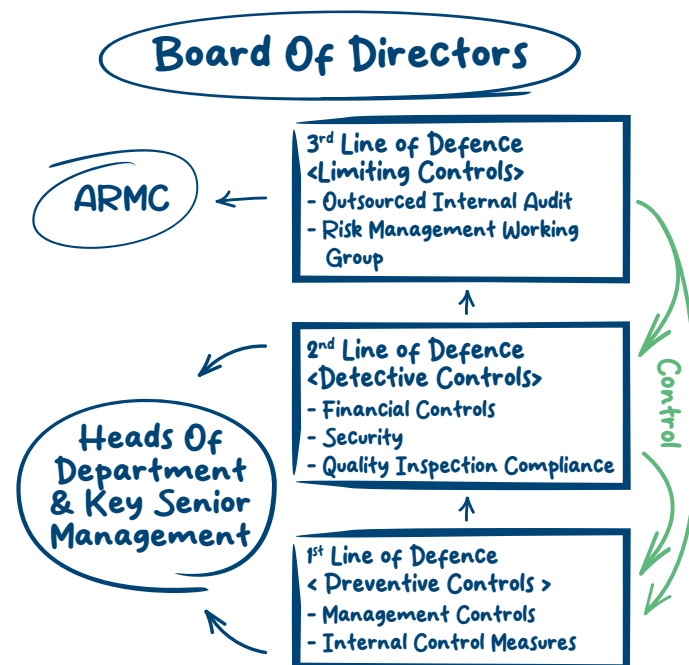 Board Of Directors
3rd Line of Defence
<Limiting Controls>
- Outsourced Internal Audit
- Risk Management Working
Group
ARMC
2nd Line of Defence
<Detective Controls>
- Financial Controls
- Security
- Quality Inspection Compliance
Control
Heads Of
Department
& Key Senior
Management
1st Line of Defence
< Preventive Controls >
- Management Controls
- Internal Control Measures